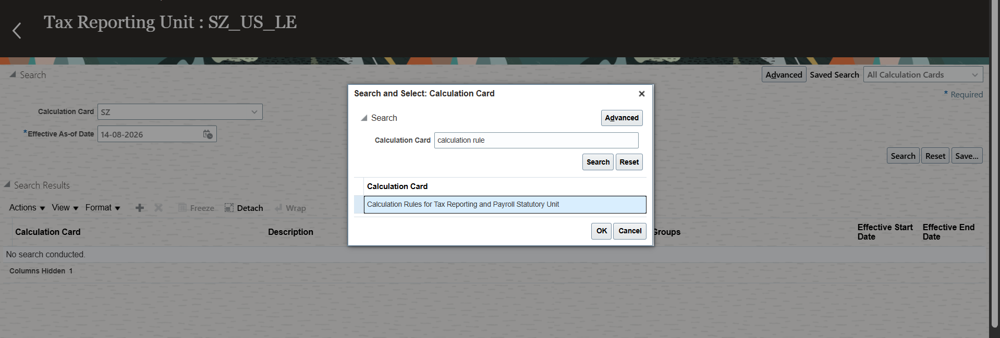 Tax Reporting Unit : SZ_US_LE
Search
Advanced Saved Search All Calculation Cards
* Required
Calculation Card SZ
*Effective As-of Date 14-08-2026
Search Reset Save...
Search Results
Actions View Format Freeze Detach Wrap
Calculation Card Description Groups Effective Start Date Effective End Date
No search conducted.
Columns Hidden 1
Search and Select: Calculation Card
Search
Advanced
Calculation Card calculation rule
Search Reset
Calculation Card
Calculation Rules for Tax Reporting and Payroll Statutory Unit
OK Cancel